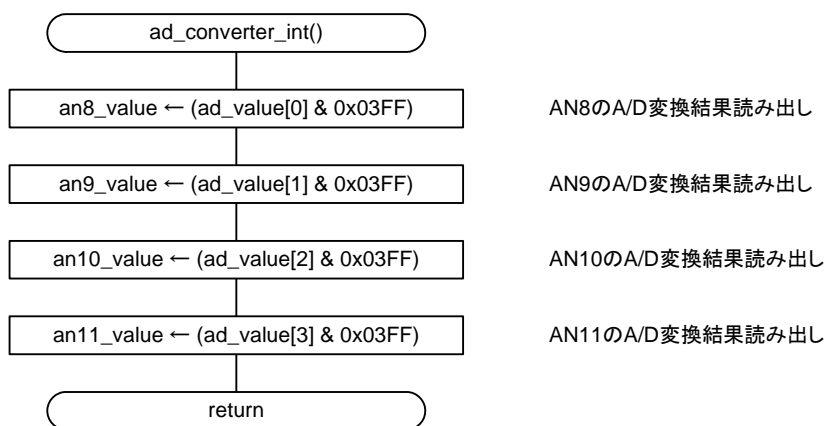 ad_converter_int()
an8_value ← (ad_value[0] & 0x03FF) AN8のA/D変換結果読み出し
an9_value ← (ad_value[1] & 0x03FF) AN9のA/D変換結果読み出し
an10_value ← (ad_value[2] & 0x03FF) AN10のA/D変換結果読み出し
an11_value ← (ad_value[3] & 0x03FF) AN11のA/D変換結果読み出し
return